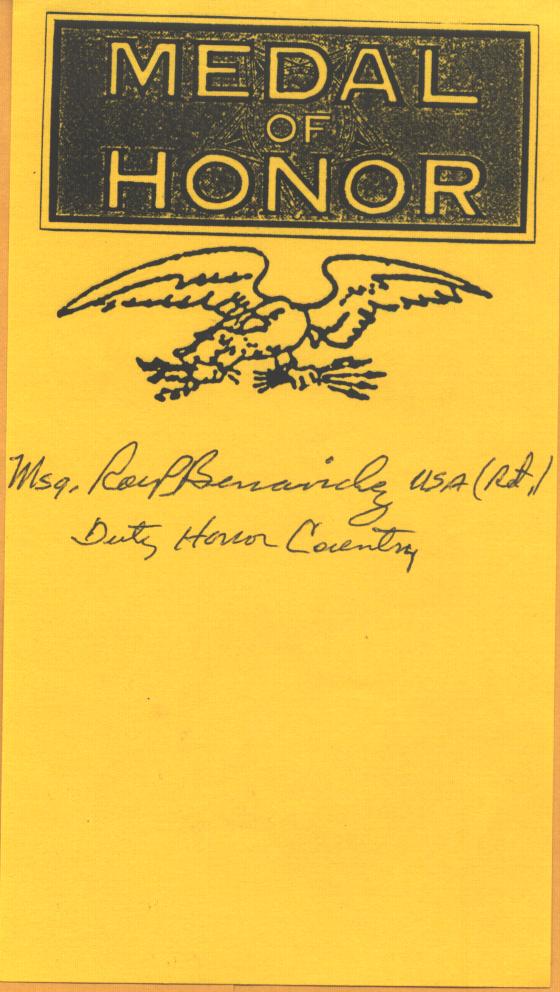 MEDAL
OF
HONOR
Msg. Roy P Benavidez USA (Ret.)
Duty Honor Country